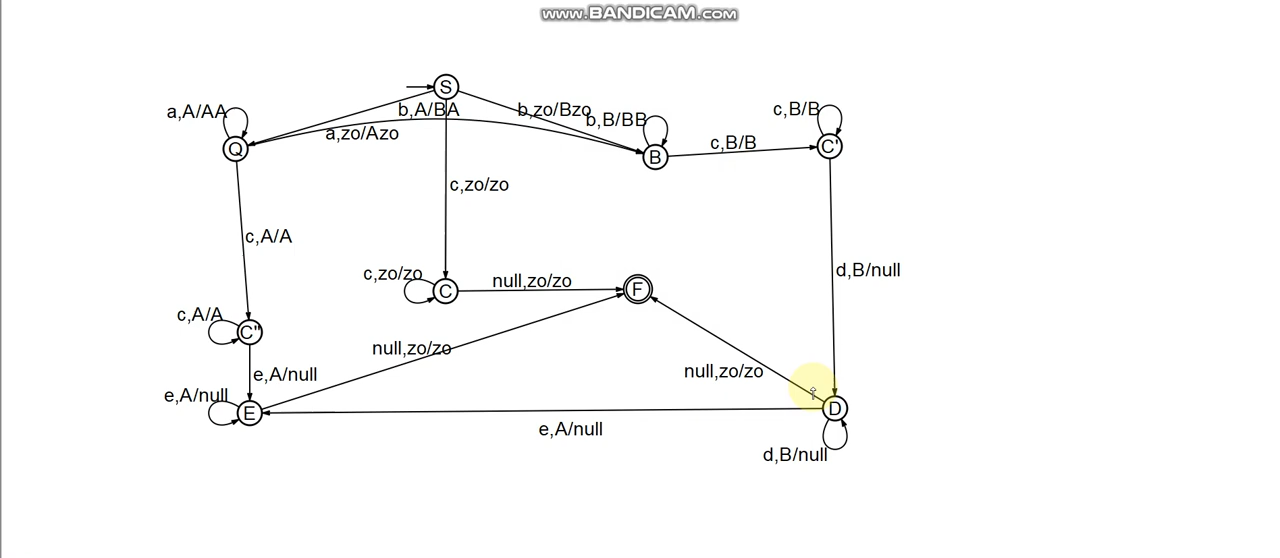 www.BANDICAM.com
S
a,A/AA
b,A/BA
b,zo/Bzo
b,B/BB
c,B/B
a,zo/Azo
Q
B
c,B/B
C'
c,zo/zo
c,A/A
d,B/null
c,zo/zo
C
null,zo/zo
F
c,A/A
C"
null,zo/zo
e,A/null
null,zo/zo
e,A/null
E
D
e,A/null
d,B/null